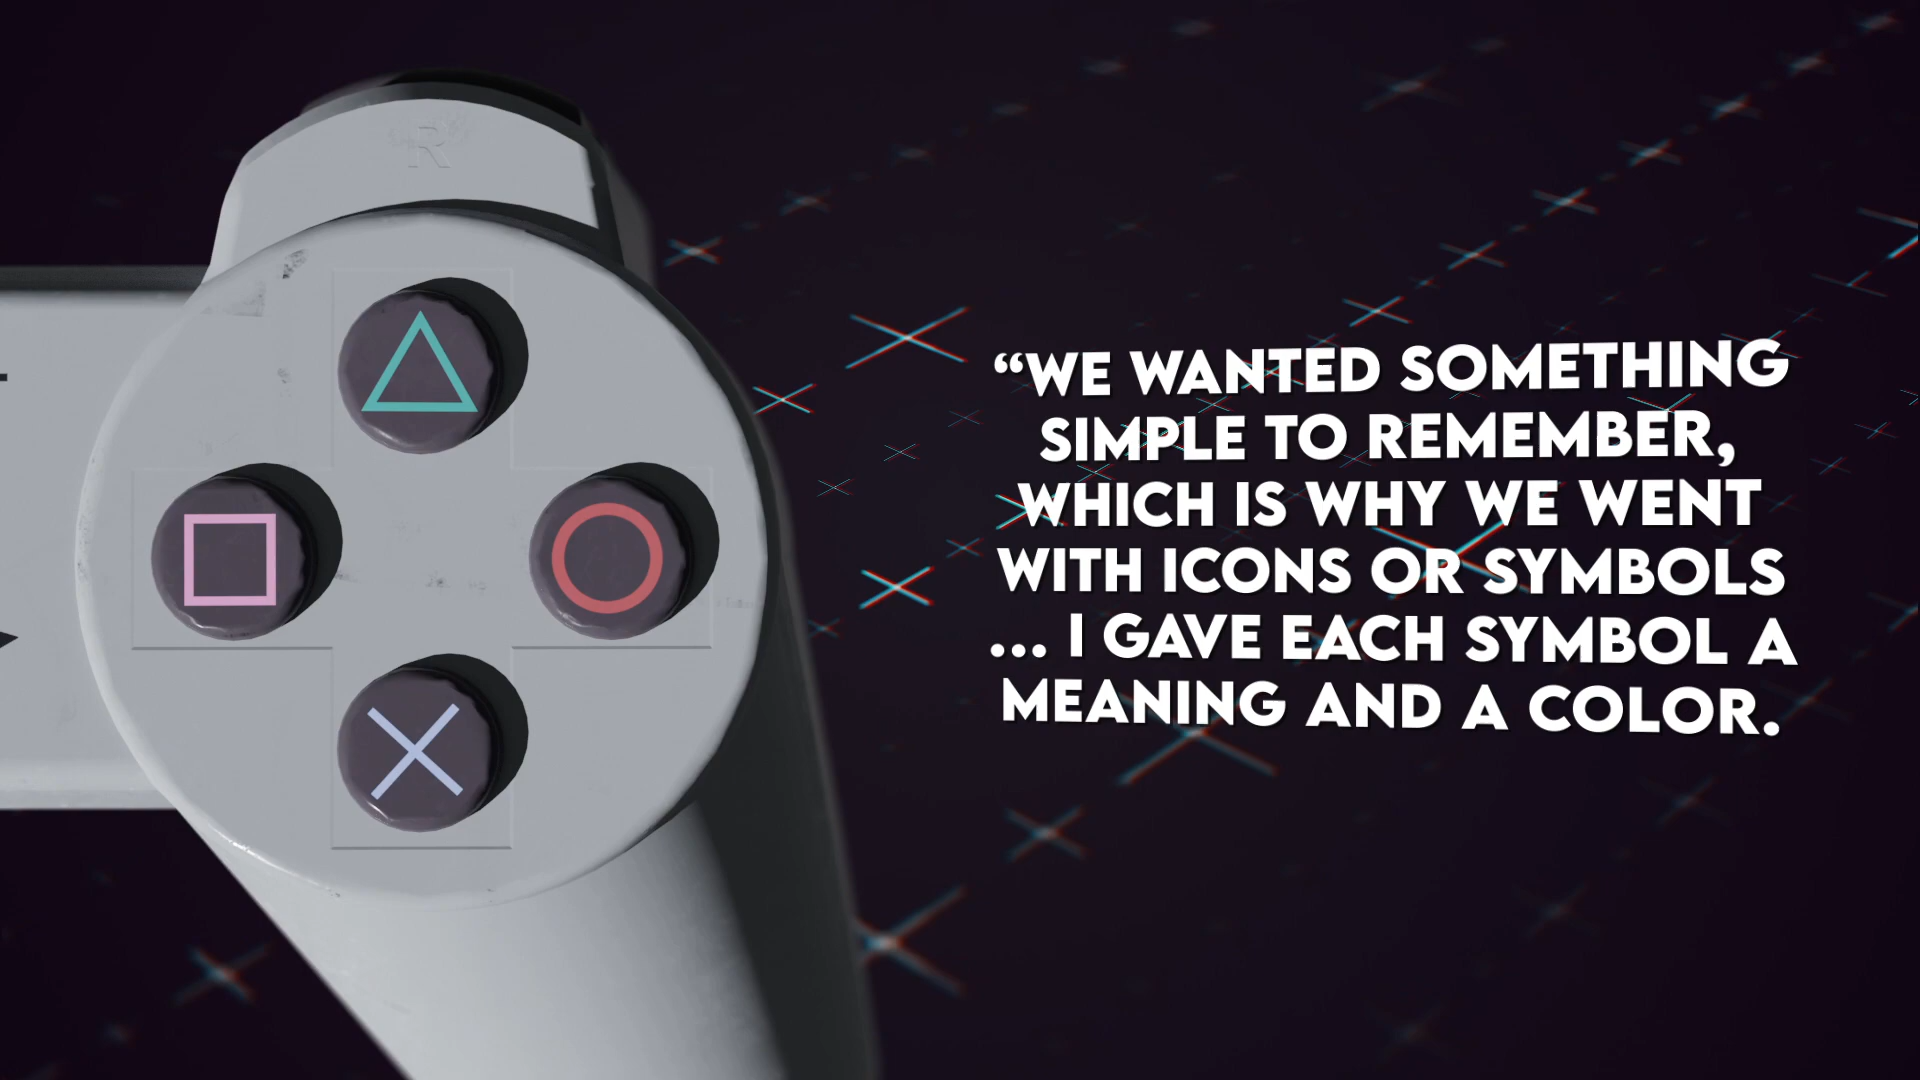 R
“WE WANTED SOMETHING
SIMPLE TO REMEMBER,
WHICH IS WHY WE WENT
WITH ICONS OR SYMBOLS
... I GAVE EACH SYMBOL A
MEANING AND A COLOR.